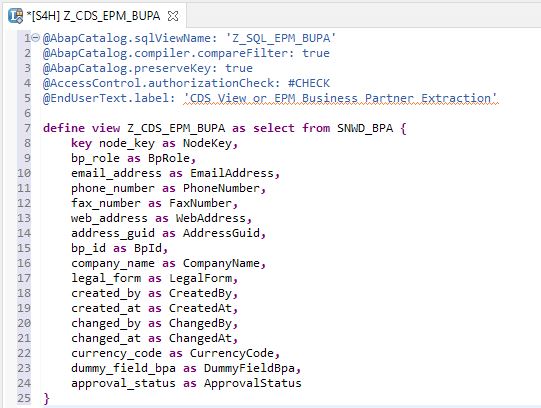 *[S4H] Z_CDS_EPM_BUPA
1 @AbapCatalog.sqlViewName: 'Z_SQL_EPM_BUPA'
2 @AbapCatalog.compiler.compareFilter: true
3 @AbapCatalog.preserveKey: true
4 @AccessControl.authorizationCheck: #CHECK
5 @EndUserText.label: 'CDS View or EPM Business Partner Extraction'
6
7 define view Z_CDS_EPM_BUPA as select from SNWD_BPA {
8 key node_key as NodeKey,
9 bp_role as BpRole,
10 email_address as EmailAddress,
11 phone_number as PhoneNumber,
12 fax_number as FaxNumber,
13 web_address as WebAddress,
14 address_guid as AddressGuid,
15 bp_id as BpId,
16 company_name as CompanyName,
17 legal_form as LegalForm,
18 created_by as CreatedBy,
19 created_at as CreatedAt,
20 changed_by as ChangedBy,
21 changed_at as ChangedAt,
22 currency_code as CurrencyCode,
23 dummy_field_bpa as DummyFieldBpa,
24 approval_status as ApprovalStatus
25 }